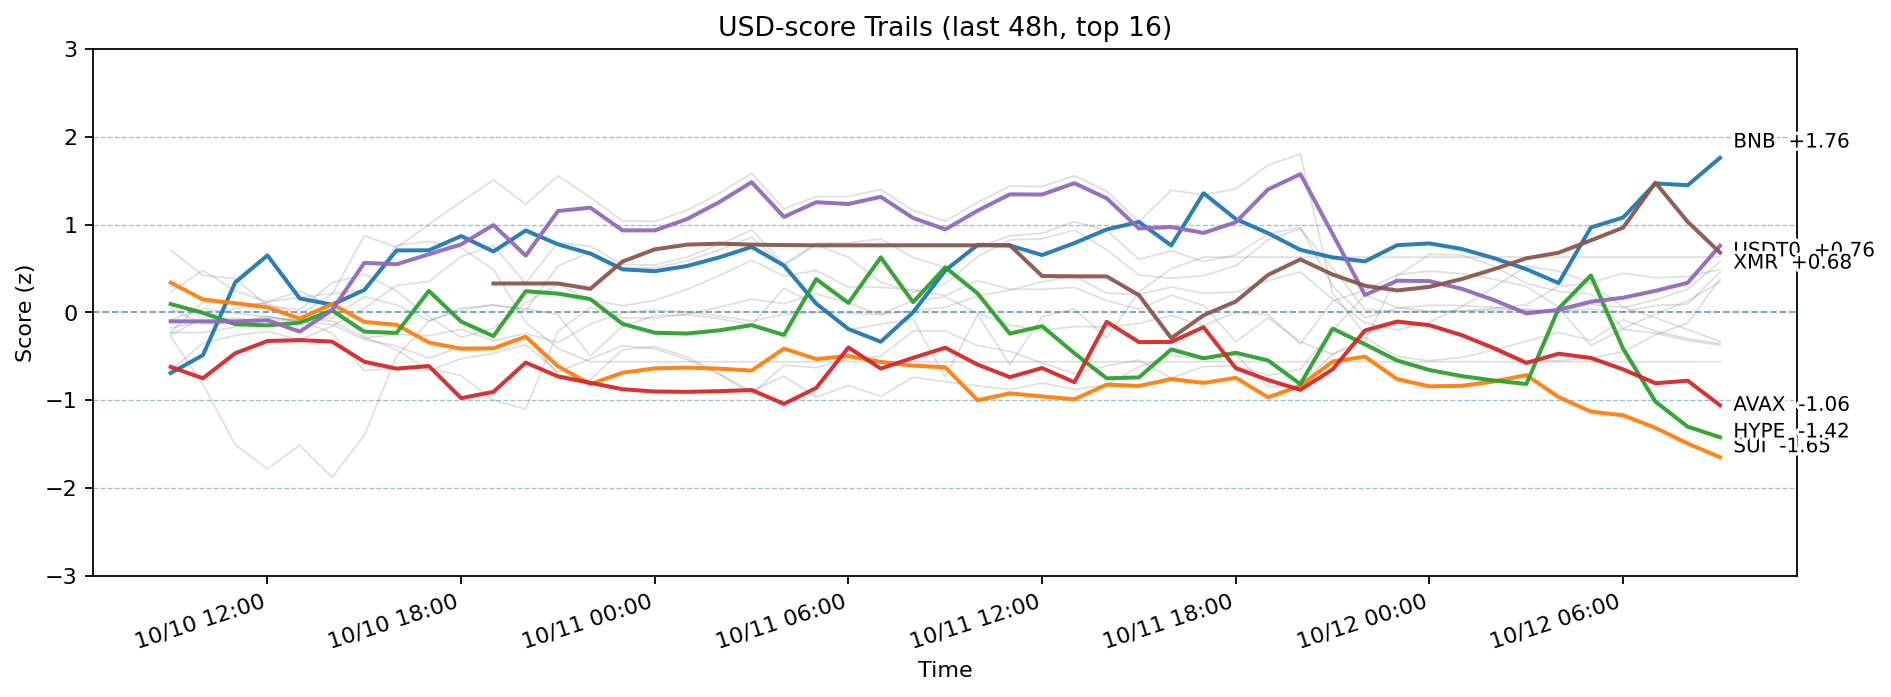 USD-score Trails (last 48h, top 16)
Score (z)
3
2
1
0
−1
−2
−3
BNB +1.76
USDT0 +0.76
XMR +0.68
AVAX -1.06
HYPE -1.42
SUI -1.65
10/10 12:00
10/10 18:00
10/11 00:00
10/11 06:00
10/11 12:00
10/11 18:00
10/12 00:00
10/12 06:00
Time